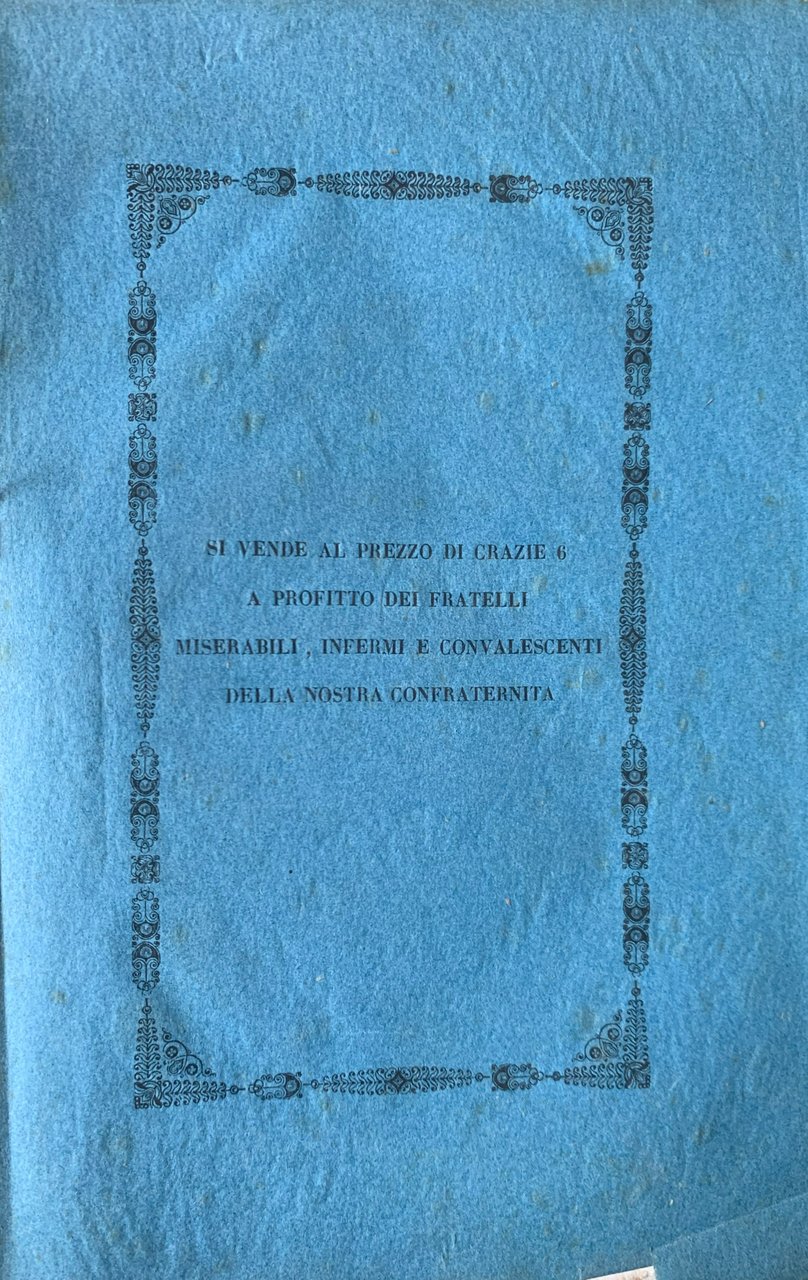 SI VENDE AL PREZZO DI CRAZIE 6
A PROFITTO DEI FRATELLI
MISERABILI, INFERMI E CONVALESCENTI
DELLA NOSTRA CONFRATERNITA